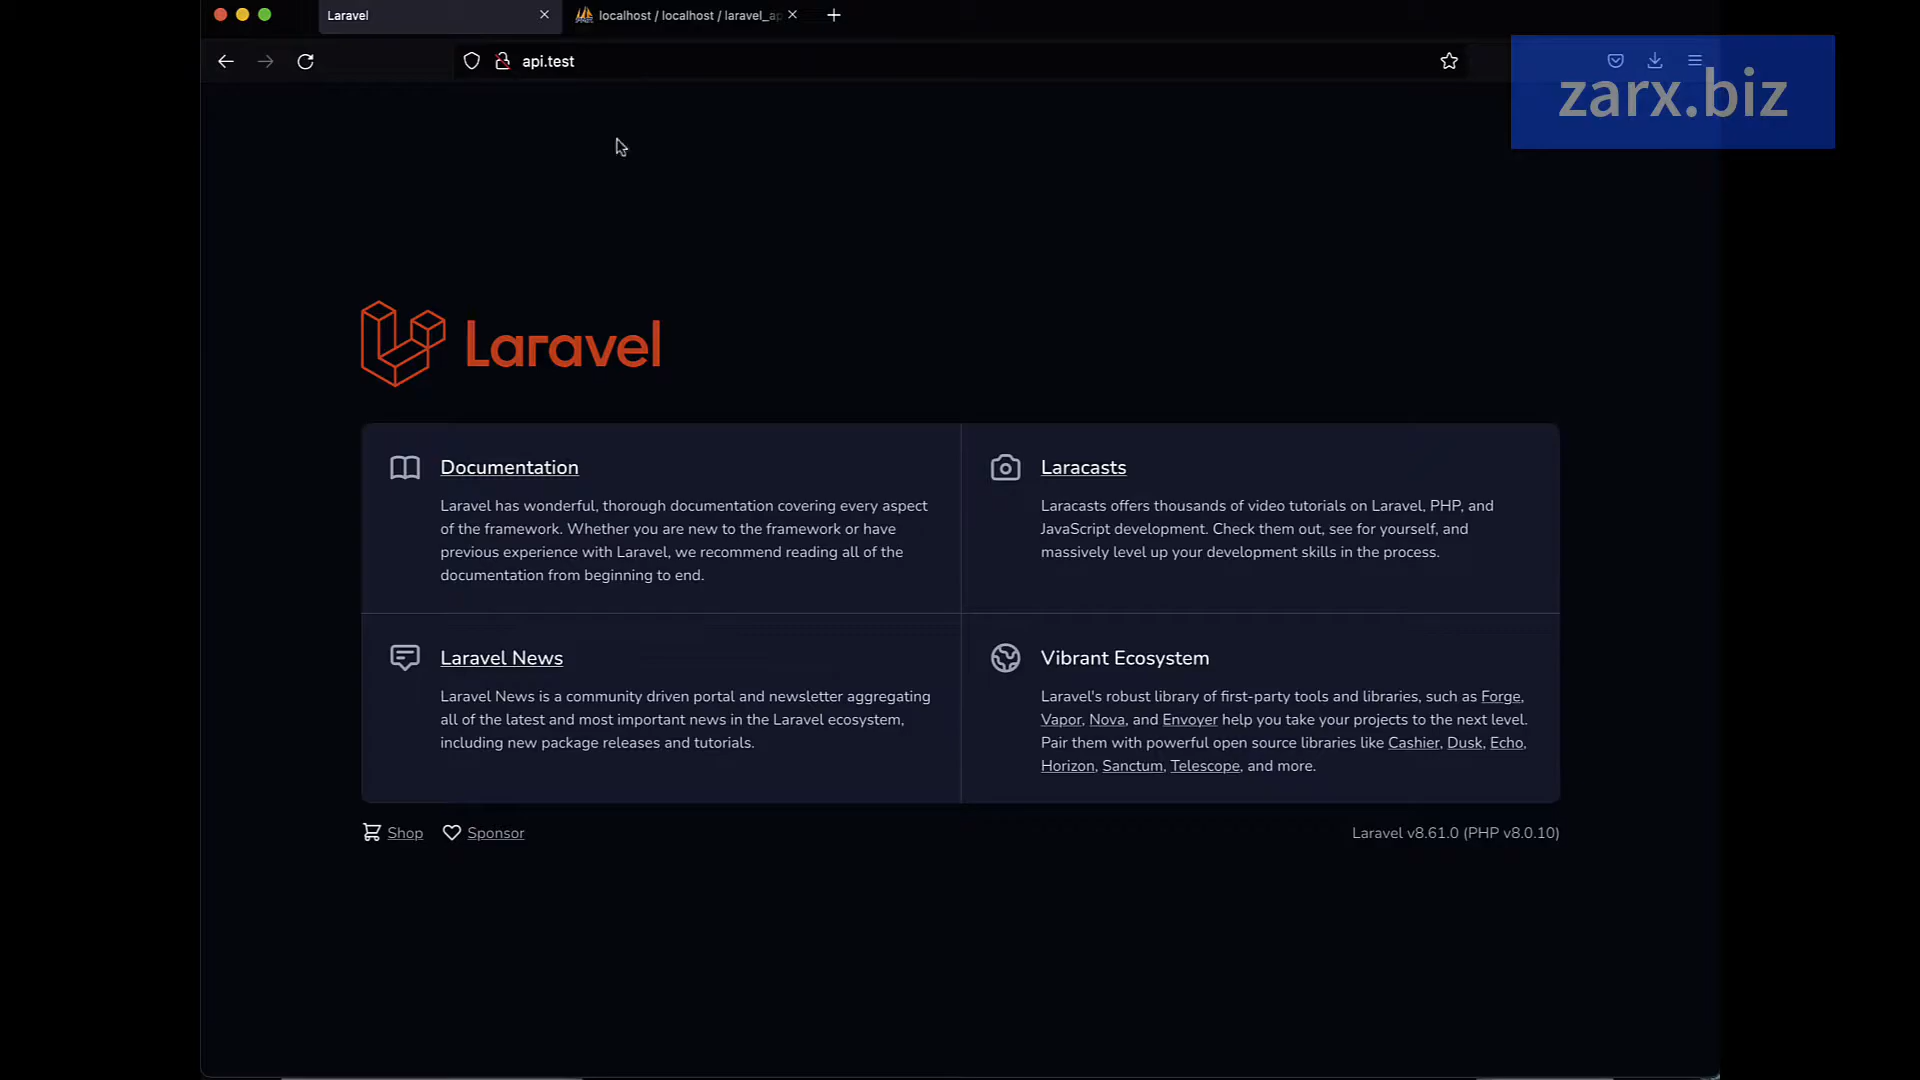 Laravel
localhost / localhost / laravel_ap
api.test
zarx.biz
Laravel
Documentation
Laravel has wonderful, thorough documentation covering every aspect
of the framework. Whether you are new to the framework or have
previous experience with Laravel, we recommend reading all of the
documentation from beginning to end.
Laracasts
Laracasts offers thousands of video tutorials on Laravel, PHP, and
JavaScript development. Check them out, see for yourself, and
massively level up your development skills in the process.
Laravel News
Laravel News is a community driven portal and newsletter aggregating
all of the latest and most important news in the Laravel ecosystem,
including new package releases and tutorials.
Vibrant Ecosystem
Laravel's robust library of first-party tools and libraries, such as Forge,
Vapor, Nova, and Envoyer help you take your projects to the next level.
Pair them with powerful open source libraries like Cashier, Dusk, Echo,
Horizon, Sanctum, Telescope, and more.
Shop
Sponsor
Laravel v8.61.0 (PHP v8.0.10)